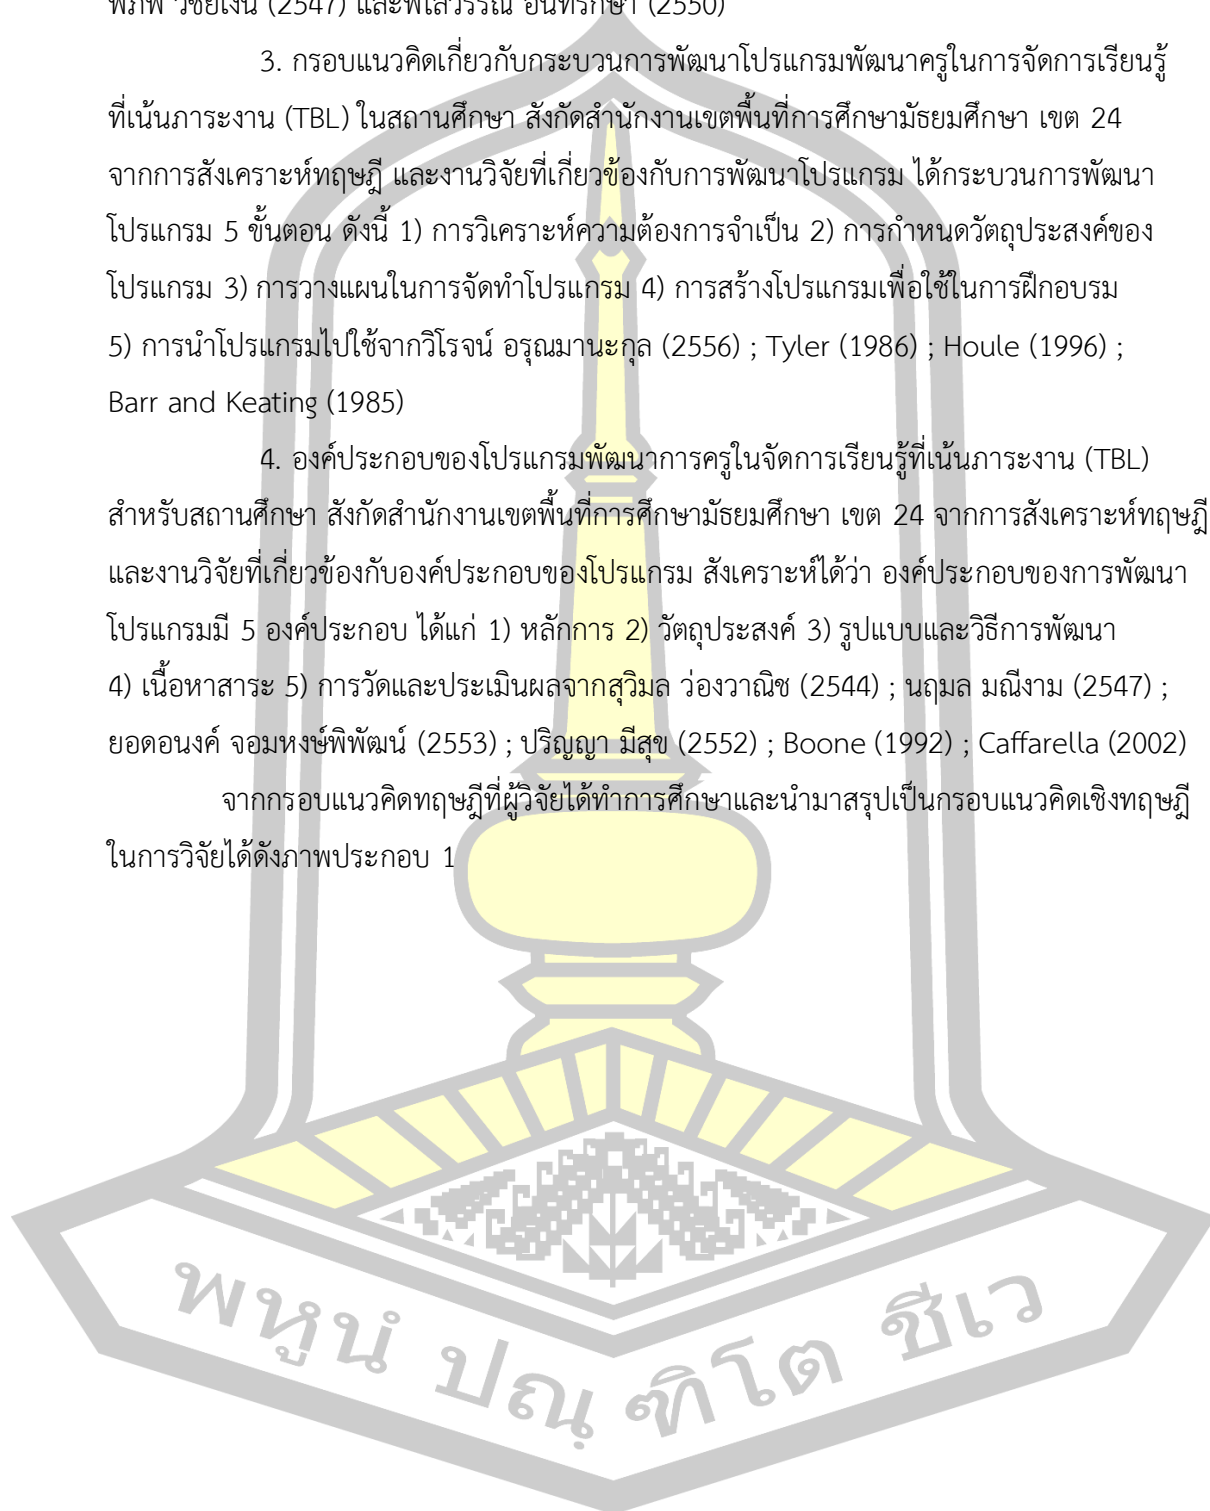 พิภพ วชังเงิน (2547) และพิไลวรรณ อินทรักษา (2550)
3. กรอบแนวคิดเกี่ยวกับกระบวนการพัฒนาโปรแกรมพัฒนาครูในการจัดการเรียนรู้
ที่เน้นภาระงาน (TBL) ในสถานศึกษา สังกัดสำนักงานเขตพื้นที่การศึกษามัธยมศึกษา เขต 24
จากการสังเคราะห์ทฤษฎี และงานวิจัยที่เกี่ยวข้องกับการพัฒนาโปรแกรม ได้กระบวนการพัฒนา
โปรแกรม 5 ขั้นตอน ดังนี้ 1) การวิเคราะห์ความต้องการจำเป็น 2) การกำหนดวัตถุประสงค์ของ
โปรแกรม 3) การวางแผนในการจัดทำโปรแกรม 4) การสร้างโปรแกรมเพื่อใช้ในการฝึกอบรม
5) การนำโปรแกรมไปใช้จากวิโรจน์ อรุณมานะกุล (2556) ; Tyler (1986) ; Houle (1996) ;
Barr and Keating (1985)
4. องค์ประกอบของโปรแกรมพัฒนาการครูในจัดการเรียนรู้ที่เน้นภาระงาน (TBL)
สำหรับสถานศึกษา สังกัดสำนักงานเขตพื้นที่การศึกษามัธยมศึกษา เขต 24 จากการสังเคราะห์ทฤษฎี
และงานวิจัยที่เกี่ยวข้องกับองค์ประกอบของโปรแกรม สังเคราะห์ได้ว่า องค์ประกอบของการพัฒนา
โปรแกรมมี 5 องค์ประกอบ ได้แก่ 1) หลักการ 2) วัตถุประสงค์ 3) รูปแบบและวิธีการพัฒนา
4) เนื้อหาสาระ 5) การวัดและประเมินผลจากสุวิมล ว่องวาณิช (2544) ; นฤมล มณีงาม (2547) ;
ยอดอนงค์ จอมหงษ์พิพัฒน์ (2553) ; ปริญญา มีสุข (2552) ; Boone (1992) ; Caffarella (2002)
จากกรอบแนวคิดทฤษฎีที่ผู้วิจัยได้ทำการศึกษาและนำมาสรุปเป็นกรอบแนวคิดเชิงทฤษฎี
ในการวิจัยได้ดังภาพประกอบ 1
พหูนํ ปณฺฑิโต ชีเว